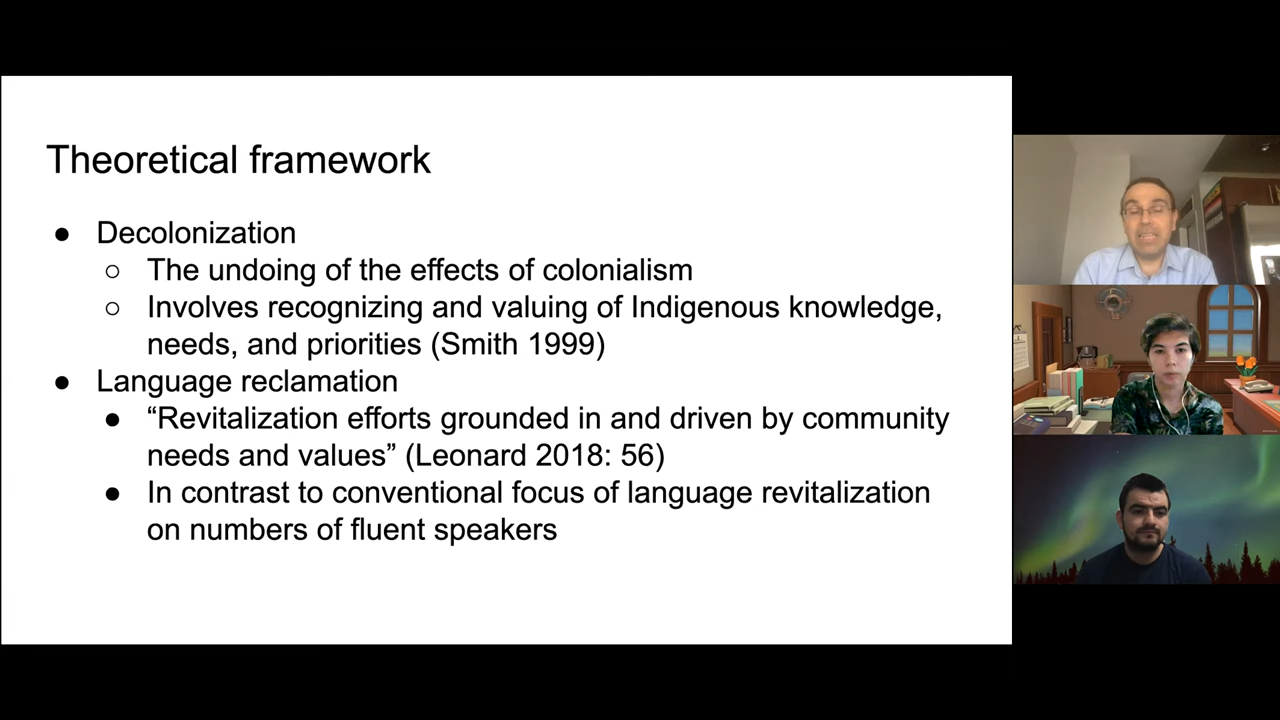 Theoretical framework
● Decolonization
○ The undoing of the effects of colonialism
○ Involves recognizing and valuing of Indigenous knowledge,
needs, and priorities (Smith 1999)
● Language reclamation
● “Revitalization efforts grounded in and driven by community
needs and values” (Leonard 2018: 56)
● In contrast to conventional focus of language revitalization
on numbers of fluent speakers